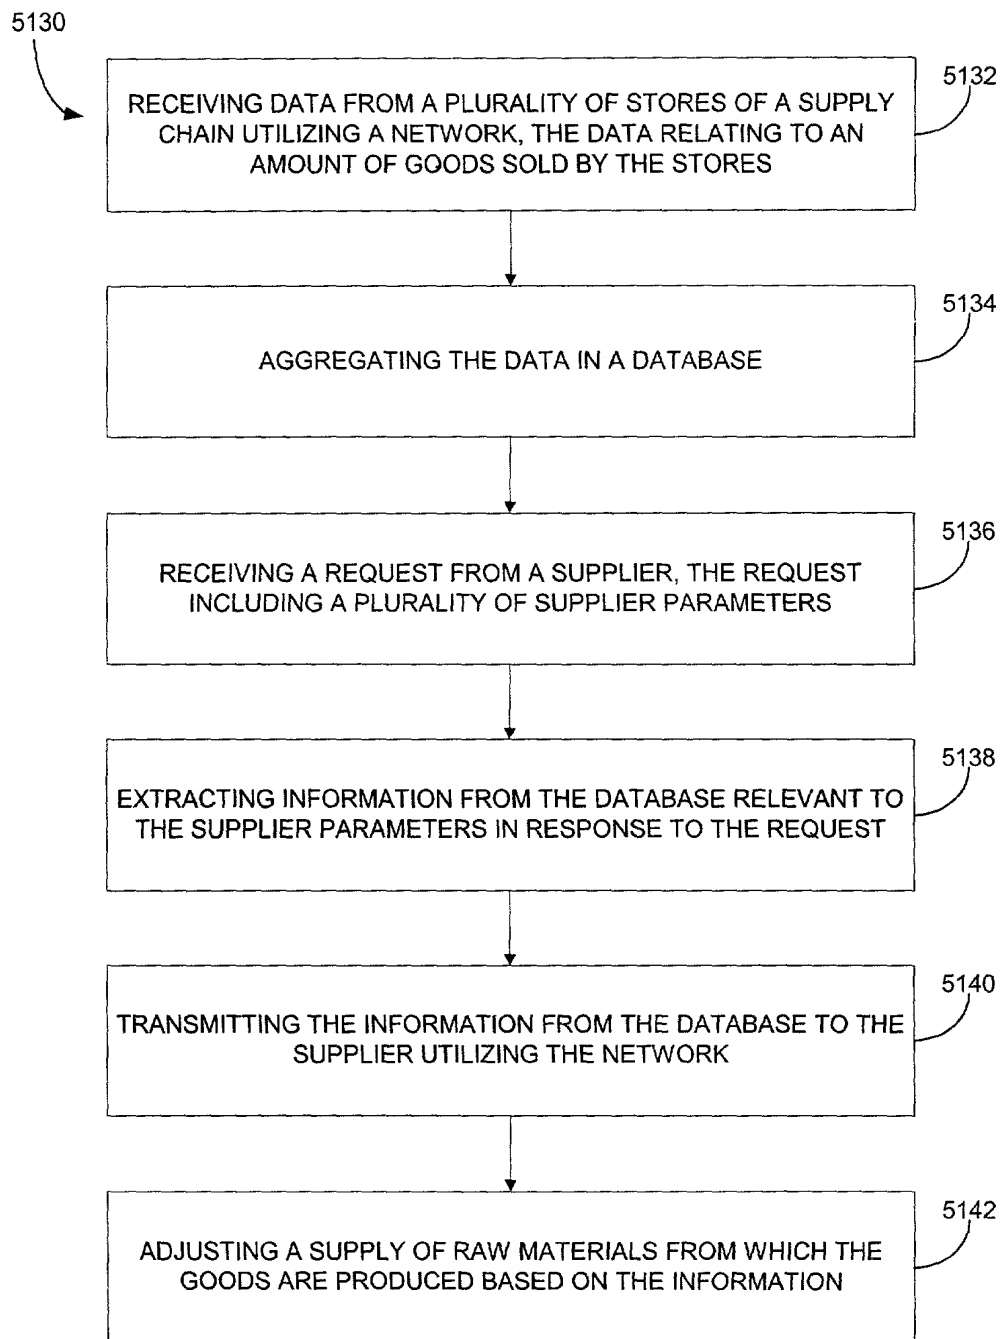 5130
5132
RECEIVING DATA FROM A PLURALITY OF STORES OF A SUPPLY
CHAIN UTILIZING A NETWORK, THE DATA RELATING TO AN
AMOUNT OF GOODS SOLD BY THE STORES
5134
AGGREGATING THE DATA IN A DATABASE
5136
RECEIVING A REQUEST FROM A SUPPLIER, THE REQUEST
INCLUDING A PLURALITY OF SUPPLIER PARAMETERS
5138
EXTRACTING INFORMATION FROM THE DATABASE RELEVANT TO
THE SUPPLIER PARAMETERS IN RESPONSE TO THE REQUEST
5140
TRANSMITTING THE INFORMATION FROM THE DATABASE TO THE
SUPPLIER UTILIZING THE NETWORK
5142
ADJUSTING A SUPPLY OF RAW MATERIALS FROM WHICH THE
GOODS ARE PRODUCED BASED ON THE INFORMATION